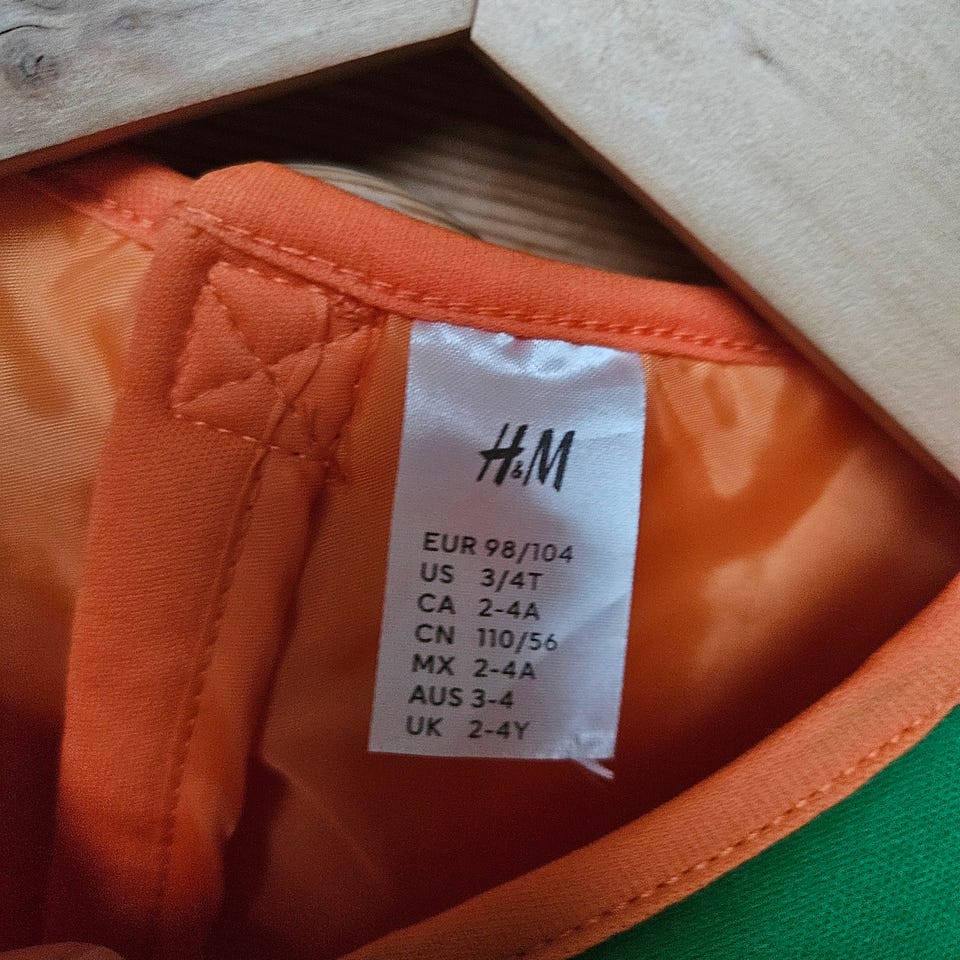 H&M
EUR 98/104
US 3/4T
CA 2-4A
CN 110/56
MX 2-4A
AUS 3-4
UK 2-4Y